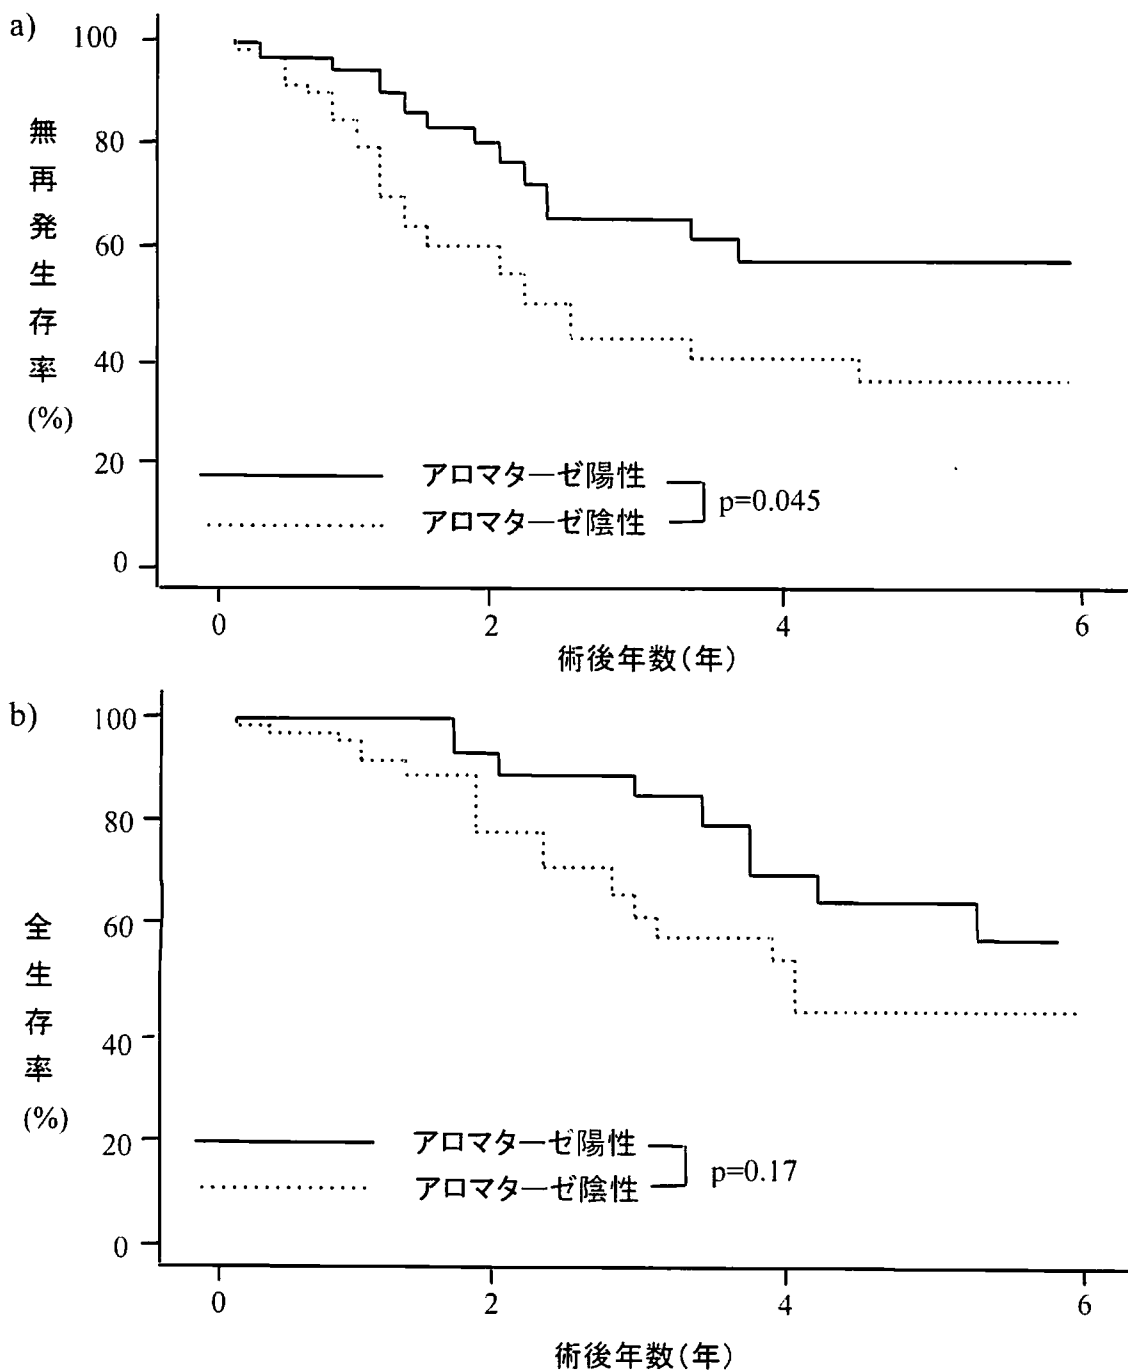 a)
100
80
60
40
20
0
無再発生存率
(%)
アロマターゼ陽性
アロマターゼ陰性
p=0.045
0 2 4 6
術後年数(年)
b)
100
80
60
40
20
0
全生存率
(%)
アロマターゼ陽性
アロマターゼ陰性
p=0.17
0 2 4 6
術後年数(年)